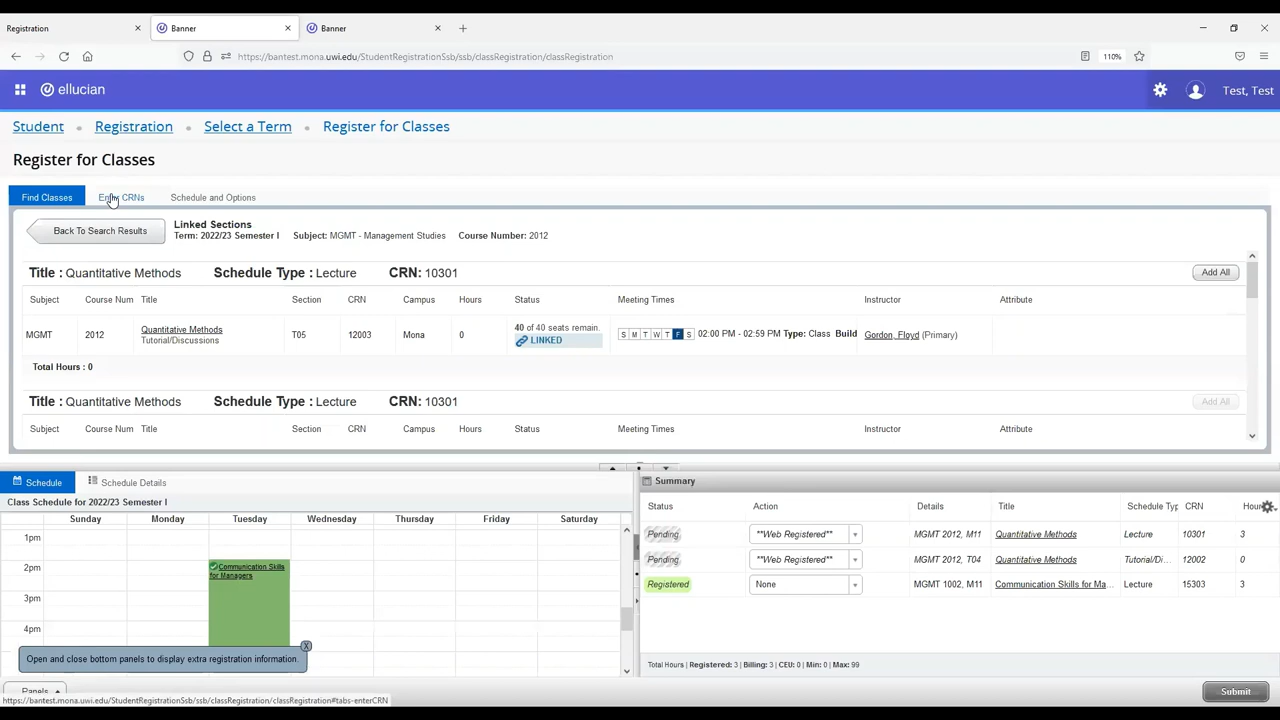 Registration
Banner
Banner
https://bantest.mona.uwi.edu/StudentRegistrationSsb/ssb/classRegistration/classRegistration
110%
ellucian
Test, Test
Student • Registration • Select a Term • Register for Classes
Register for Classes
Find Classes Enter CRNs Schedule and Options
Back To Search Results
Linked Sections
Term: 2022/23 Semester I Subject: MGMT - Management Studies Course Number: 2012
Title : Quantitative Methods Schedule Type : Lecture CRN: 10301 Add All
Subject Course Num Title Section CRN Campus Hours Status Meeting Times Instructor Attribute
MGMT 2012 Quantitative Methods T05 12003 Mona 0 40 of 40 seats remain. S M T W T F S 02:00 PM - 02:59 PM Type: Class Build Gordon, Floyd (Primary)
Tutorial/Discussions LINKED
Total Hours : 0
Title : Quantitative Methods Schedule Type : Lecture CRN: 10301 Add All
Subject Course Num Title Section CRN Campus Hours Status Meeting Times Instructor Attribute
Schedule Schedule Details
Class Schedule for 2022/23 Semester I
Sunday Monday Tuesday Wednesday Thursday Friday Saturday
1pm
2pm
Communication Skills
for Managers
3pm
4pm
Open and close bottom panels to display extra registration information. X
Panels
https://bantest.mona.uwi.edu/StudentRegistrationSsb/ssb/classRegistration/classRegistration#tabs-enterCRN
Summary
Status Action Details Title Schedule Typ CRN Hour
Pending **Web Registered** MGMT 2012, M11 Quantitative Methods Lecture 10301 3
Pending **Web Registered** MGMT 2012, T04 Quantitative Methods Tutorial/Di... 12002 0
Registered None MGMT 1002, M11 Communication Skills for Ma... Lecture 15303 3
Total Hours | Registered: 3 | Billing: 3 | CEU: 0 | Min: 0 | Max: 99
Submit